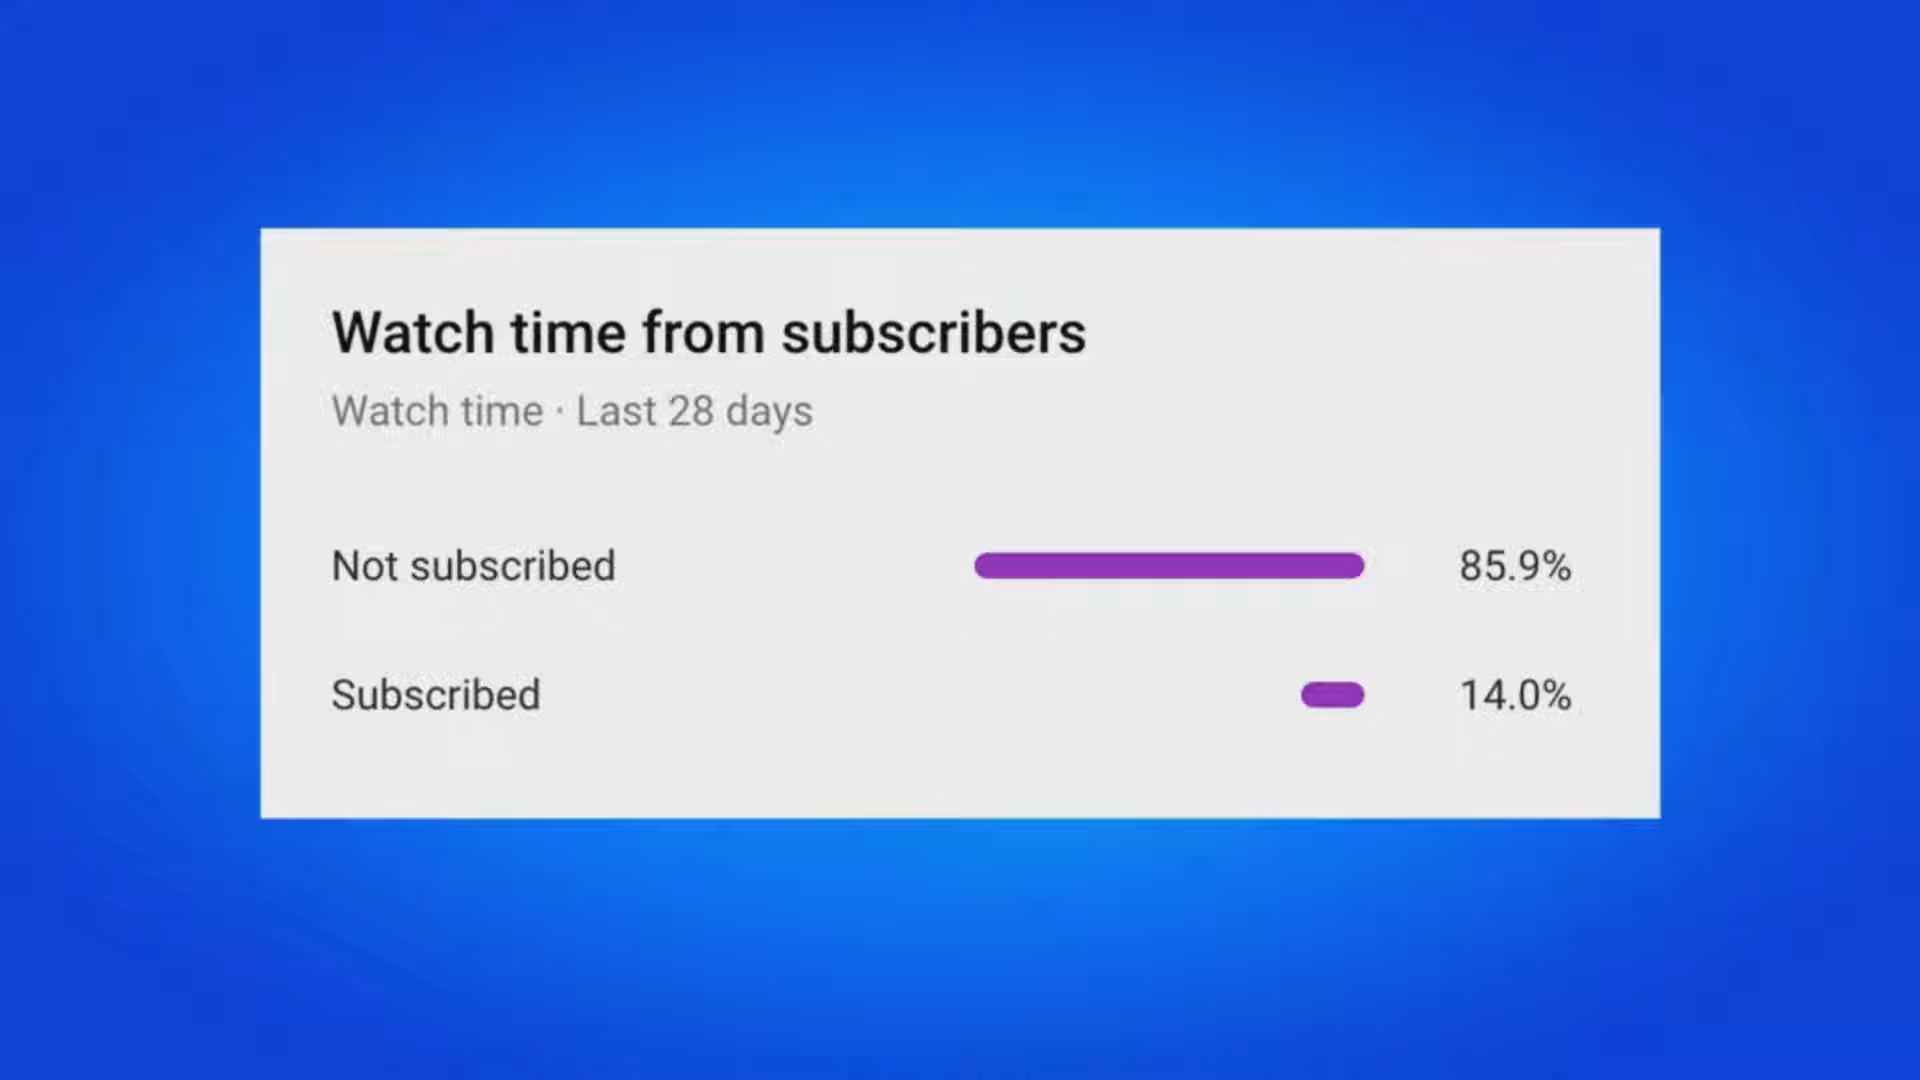 Watch time from subscribers
Watch time · Last 28 days
Not subscribed 85.9%
Subscribed 14.0%